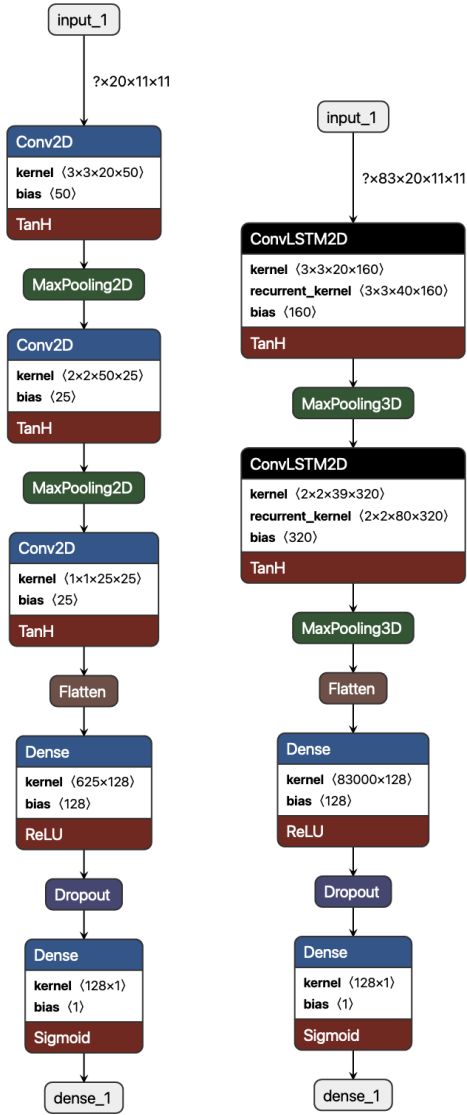 input_1
?×20×11×11
Conv2D
kernel ⟨3×3×20×50⟩
bias ⟨50⟩
TanH
MaxPooling2D
Conv2D
kernel ⟨2×2×50×25⟩
bias ⟨25⟩
TanH
MaxPooling2D
Conv2D
kernel ⟨1×1×25×25⟩
bias ⟨25⟩
TanH
Flatten
Dense
kernel ⟨625×128⟩
bias ⟨128⟩
ReLU
Dropout
Dense
kernel ⟨128×1⟩
bias ⟨1⟩
Sigmoid
dense_1
input_1
?×83×20×11×11
ConvLSTM2D
kernel ⟨3×3×20×160⟩
recurrent_kernel ⟨3×3×40×160⟩
bias ⟨160⟩
TanH
MaxPooling3D
ConvLSTM2D
kernel ⟨2×2×39×320⟩
recurrent_kernel ⟨2×2×80×320⟩
bias ⟨320⟩
TanH
MaxPooling3D
Flatten
Dense
kernel ⟨83000×128⟩
bias ⟨128⟩
ReLU
Dropout
Dense
kernel ⟨128×1⟩
bias ⟨1⟩
Sigmoid
dense_1